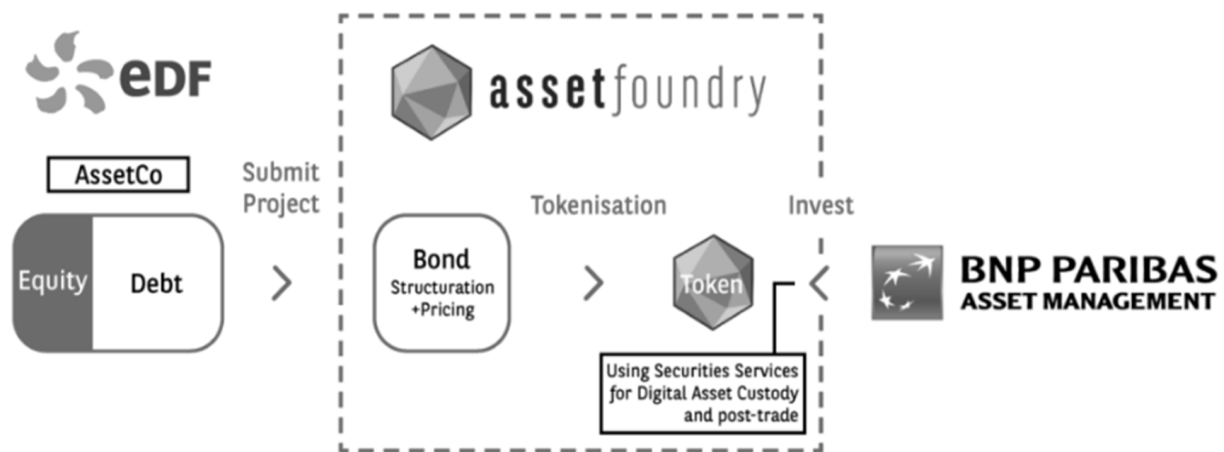 eDF
assetfoundry
AssetCo
Submit
Project
Equity
Debt
Bond
Structuration
+Pricing
Tokenisation
Token
Invest
Using Securities Services
for Digital Asset Custody
and post-trade
BNP PARIBAS
ASSET MANAGEMENT